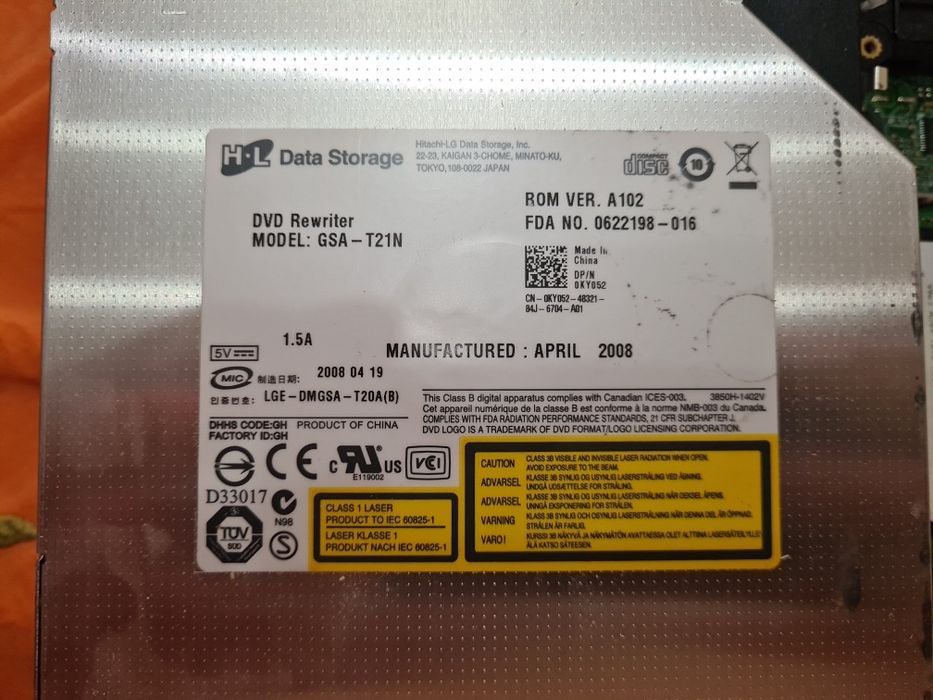 H·L Data Storage
Hitachi-LG Data Storage, Inc.
22-23, KAIGAN 3-CHOME, MINATO-KU,
TOKYO, 108-0022 JAPAN
COMPACT
disc
10
DVD Rewriter
MODEL: GSA-T21N
ROM VER. A102
FDA NO. 0622198-016
Made in
China
DP/N
0KY052
CN-0KY052-48321-
84J-6704-A01
1.5A
5V
MANUFACTURED : APRIL 2008
MIC
制造日期: 2008 04 19
인증번호: LGE-DMGSA-T20A(B)
This Class B digital apparatus complies with Canadian ICES-003. 3850H-1402V
Cet appareil numérique de la classe B est conforme à la norme NMB-003 du Canada.
COMPLIES WITH FDA RADIATION PERFORMANCE STANDARDS, 21 CFR SUBCHAPTER J.
DVD LOGO IS A TRADEMARK OF DVD FORMAT/LOGO LICENSING CORPORATION.
DHHS CODE:GH PRODUCT OF CHINA
FACTORY ID:GH
CE
c RU US
E119002
VCI
D33017
N98
TÜV
S
CLASS 1 LASER
PRODUCT TO IEC 60825-1
LASER KLASSE 1
PRODUKT NACH IEC 60825-1
CAUTION CLASS 3B VISIBLE AND INVISIBLE LASER RADIATION WHEN OPEN.
AVOID EXPOSURE TO THE BEAM.
ADVARSEL KLASSE 3B SYNLIG OG USYNLIG LASERSTRÅLING VED ÅBNING.
UNDGÅ UDSÆTTELSE FOR STRÅLING.
ADVARSEL KLASSE 3B SYNLIG OG USYNLIG LASERSTRÅLING NÅR DEKSEL ÅPENS.
UNNGÅ EKSPONERING FOR STRÅLEN.
VARNING KLASS 3B SYNLIG OCH OSYNLIG LASERSTRÅLNING NÄR DENNA DEL ÄR ÖPPNAD.
STRÅLEN ÄR FARLIG.
VARO! KURSSI 3B NÄKYVÄ JA NÄKYMÄTÖN AVATTAESSA OLET ALTTIINA LASERSÄTEILYLLE
ÄLÄ KATSO SÄTEESEEN.